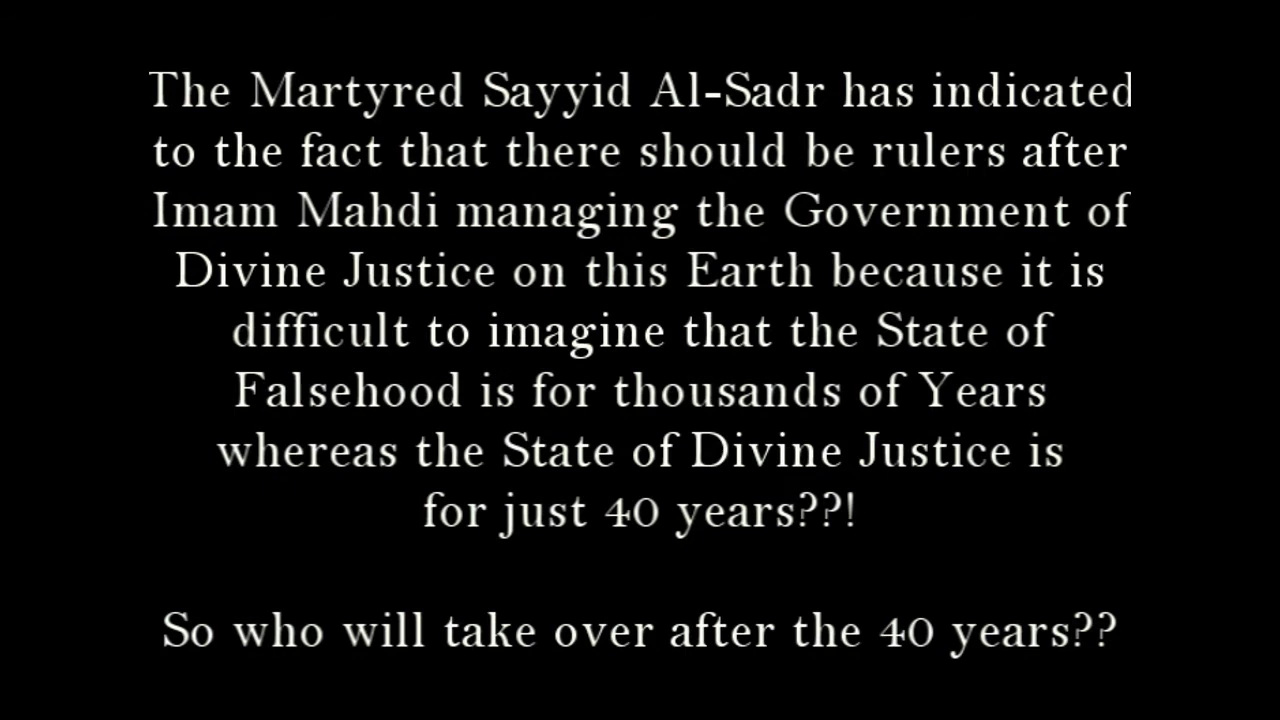 The Martyred Sayyid Al-Sadr has indicated
to the fact that there should be rulers after
Imam Mahdi managing the Government of
Divine Justice on this Earth because it is
difficult to imagine that the State of
Falsehood is for thousands of Years
whereas the State of Divine Justice is
for just 40 years??!
So who will take over after the 40 years??